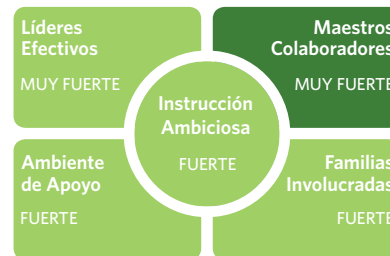 Líderes
Efectivos
MUY FUERTE
Maestros
Colaboradores
MUY FUERTE
Instrucción
Ambiciosa
FUERTE
Ambiente
de Apoyo
FUERTE
Familias
Involucradas
FUERTE